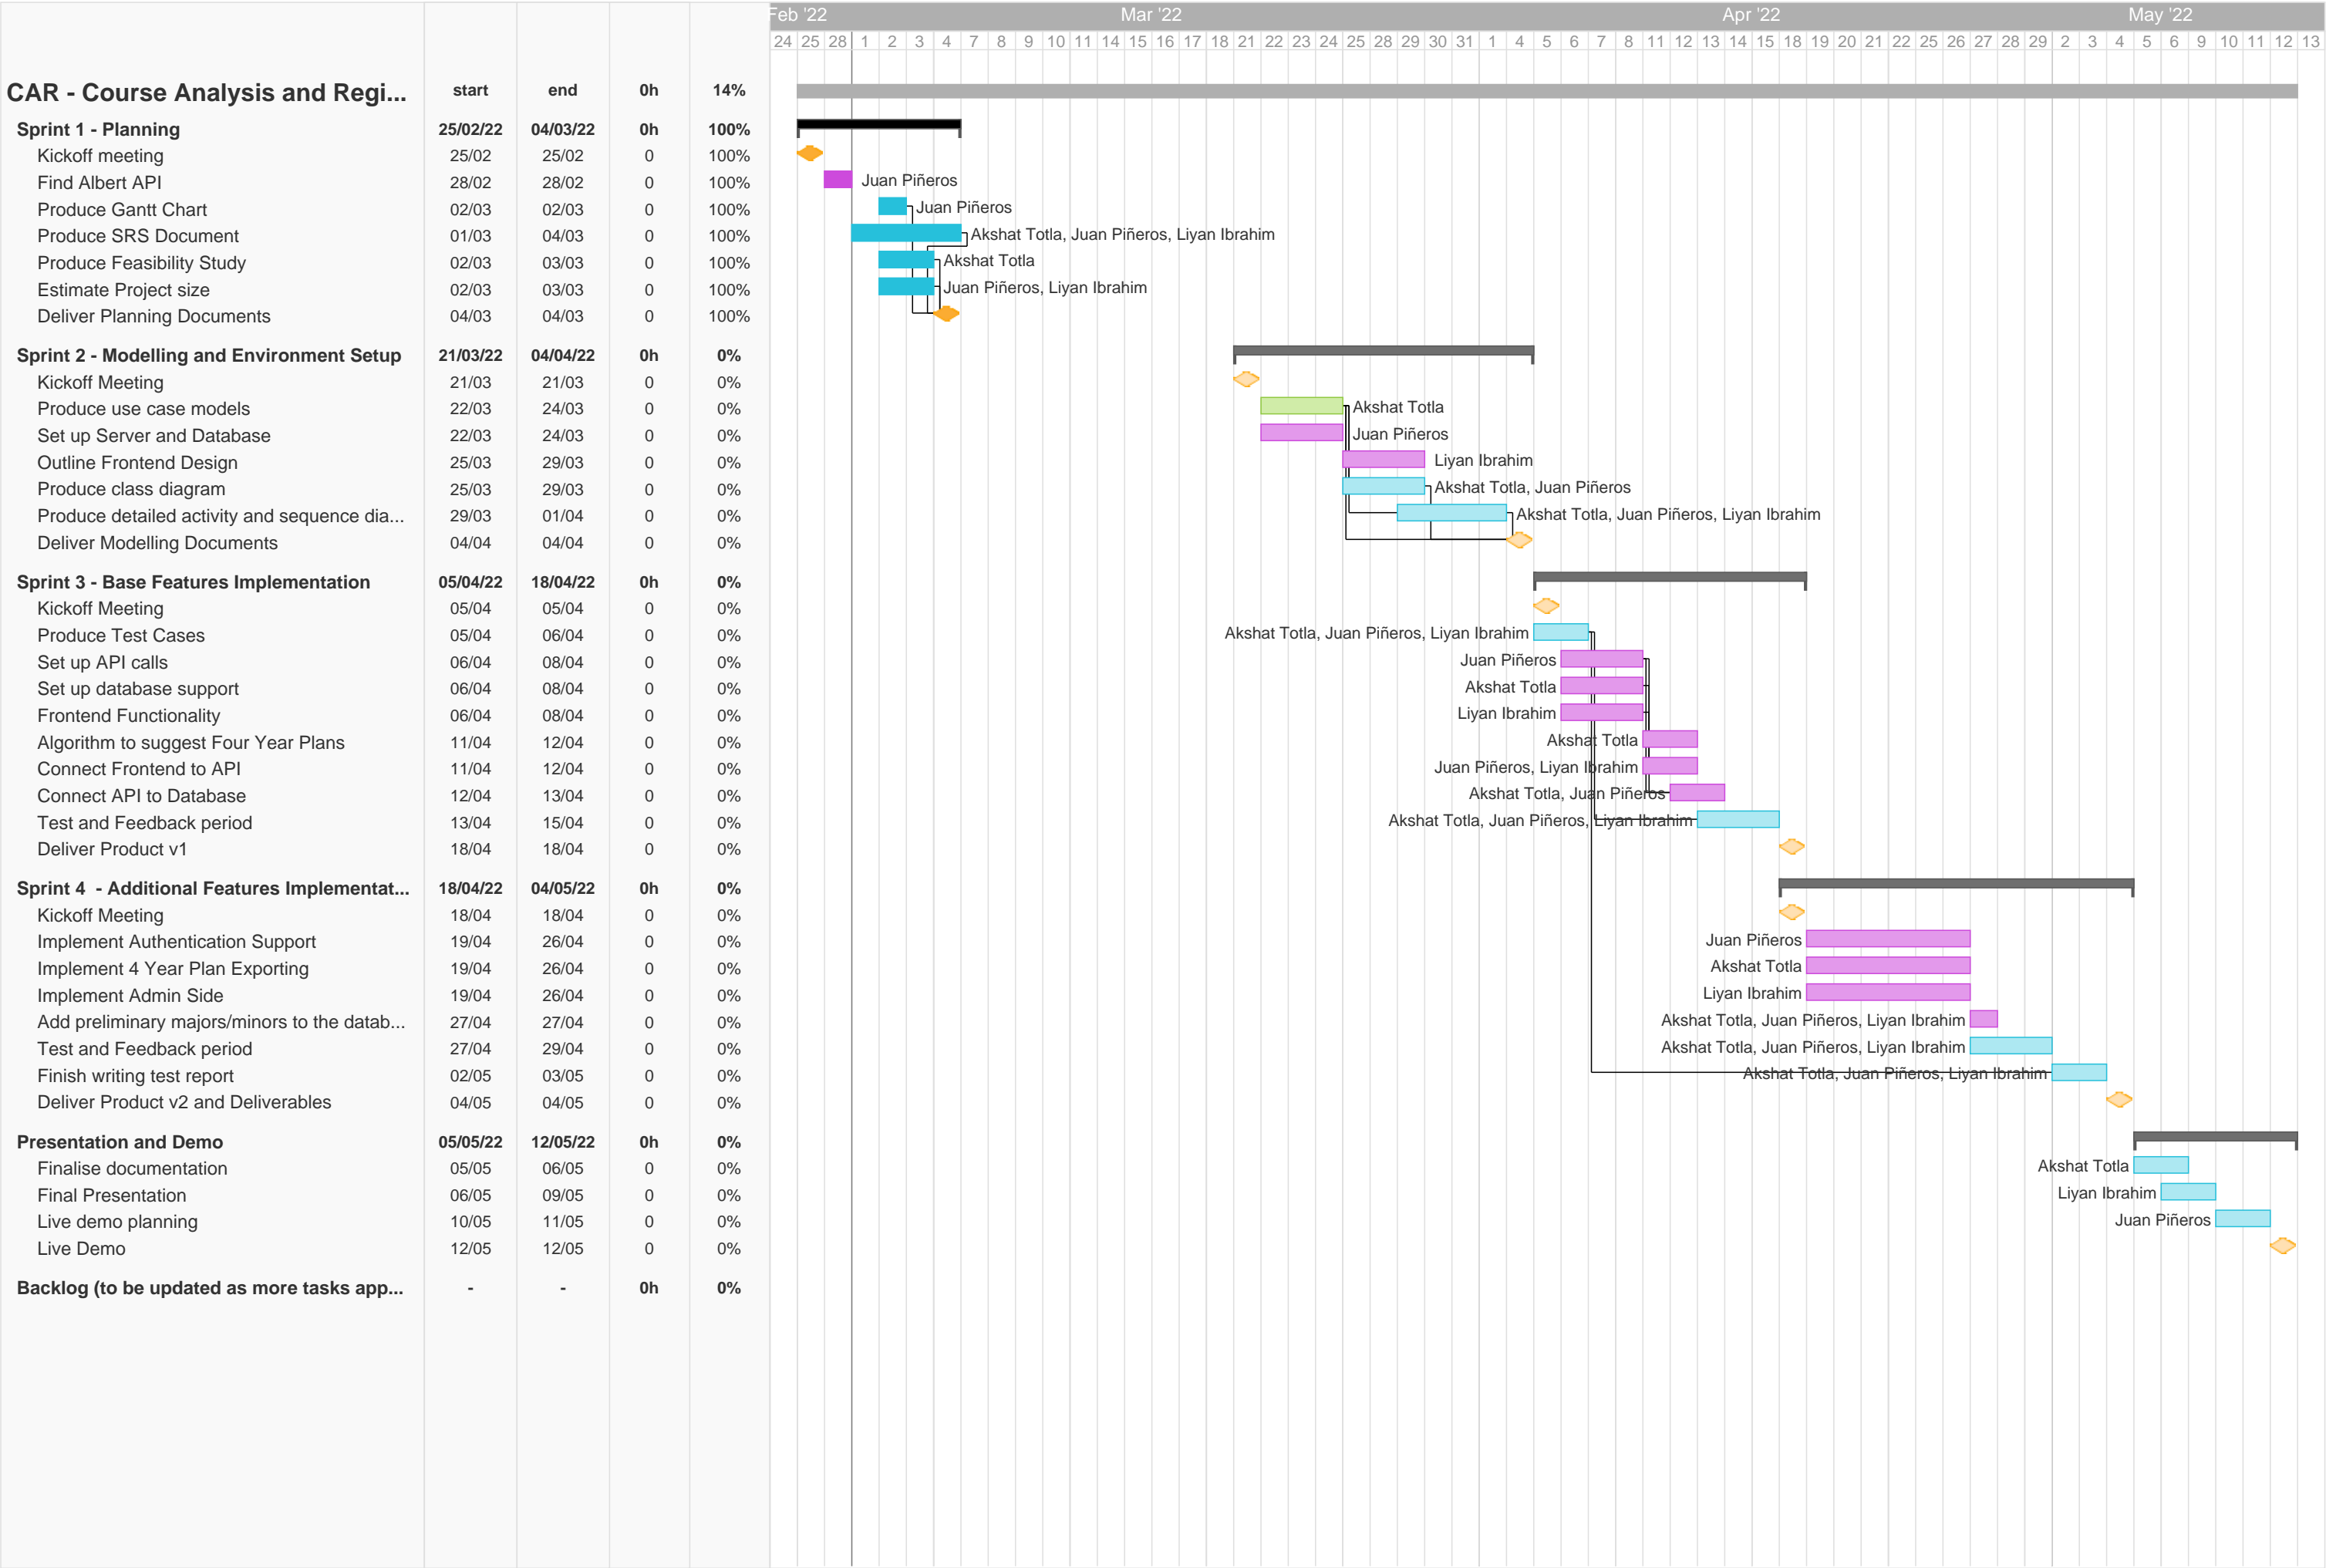 Feb '22 Mar '22 Apr '22 May '22
24 25 28 1 2 3 4 7 8 9 10 11 14 15 16 17 18 21 22 23 24 25 28 29 30 31 1 4 5 6 7 8 11 12 13 14 15 18 19 20 21 22 25 26 27 28 29 2 3 4 5 6 9 10 11 12 13
CAR - Course Analysis and Regi... start end 0h 14%
Sprint 1 - Planning 25/02/22 04/03/22 0h 100%
Kickoff meeting 25/02 25/02 0 100%
Find Albert API 28/02 28/02 0 100% Juan Piñeros
Produce Gantt Chart 02/03 02/03 0 100% Juan Piñeros
Produce SRS Document 01/03 04/03 0 100% Akshat Totla, Juan Piñeros, Liyan Ibrahim
Produce Feasibility Study 02/03 03/03 0 100% Akshat Totla
Estimate Project size 02/03 03/03 0 100% Juan Piñeros, Liyan Ibrahim
Deliver Planning Documents 04/03 04/03 0 100%
Sprint 2 - Modelling and Environment Setup 21/03/22 04/04/22 0h 0%
Kickoff Meeting 21/03 21/03 0 0%
Produce use case models 22/03 24/03 0 0% Akshat Totla
Set up Server and Database 22/03 24/03 0 0% Juan Piñeros
Outline Frontend Design 25/03 29/03 0 0% Liyan Ibrahim
Produce class diagram 25/03 29/03 0 0% Akshat Totla, Juan Piñeros
Produce detailed activity and sequence dia... 29/03 01/04 0 0% Akshat Totla, Juan Piñeros, Liyan Ibrahim
Deliver Modelling Documents 04/04 04/04 0 0%
Sprint 3 - Base Features Implementation 05/04/22 18/04/22 0h 0%
Kickoff Meeting 05/04 05/04 0 0%
Produce Test Cases 05/04 06/04 0 0% Akshat Totla, Juan Piñeros, Liyan Ibrahim
Set up API calls 06/04 08/04 0 0% Juan Piñeros
Set up database support 06/04 08/04 0 0% Akshat Totla
Frontend Functionality 06/04 08/04 0 0% Liyan Ibrahim
Algorithm to suggest Four Year Plans 11/04 12/04 0 0% Akshat Totla
Connect Frontend to API 11/04 12/04 0 0% Juan Piñeros, Liyan Ibrahim
Connect API to Database 12/04 13/04 0 0% Akshat Totla, Juan Piñeros
Test and Feedback period 13/04 15/04 0 0% Akshat Totla, Juan Piñeros, Liyan Ibrahim
Deliver Product v1 18/04 18/04 0 0%
Sprint 4 - Additional Features Implementat... 18/04/22 04/05/22 0h 0%
Kickoff Meeting 18/04 18/04 0 0%
Implement Authentication Support 19/04 26/04 0 0% Juan Piñeros
Implement 4 Year Plan Exporting 19/04 26/04 0 0% Akshat Totla
Implement Admin Side 19/04 26/04 0 0% Liyan Ibrahim
Add preliminary majors/minors to the datab... 27/04 27/04 0 0% Akshat Totla, Juan Piñeros, Liyan Ibrahim
Test and Feedback period 27/04 29/04 0 0% Akshat Totla, Juan Piñeros, Liyan Ibrahim
Finish writing test report 02/05 03/05 0 0% Akshat Totla, Juan Piñeros, Liyan Ibrahim
Deliver Product v2 and Deliverables 04/05 04/05 0 0%
Presentation and Demo 05/05/22 12/05/22 0h 0%
Finalise documentation 05/05 06/05 0 0% Akshat Totla
Final Presentation 06/05 09/05 0 0% Liyan Ibrahim
Live demo planning 10/05 11/05 0 0% Juan Piñeros
Live Demo 12/05 12/05 0 0%
Backlog (to be updated as more tasks app... - - 0h 0%